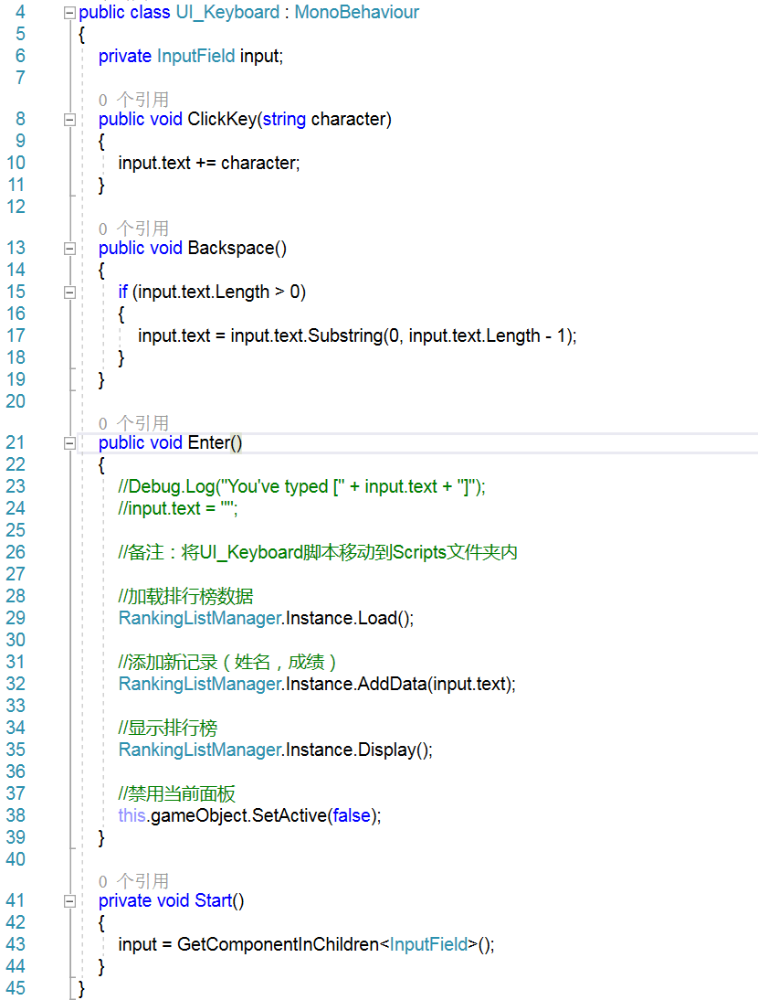 4 public class UI_Keyboard : MonoBehaviour
5 {
6 private InputField input;
7
0 个引用
8 public void ClickKey(string character)
9 {
10 input.text += character;
11 }
12
0 个引用
13 public void Backspace()
14 {
15 if (input.text.Length > 0)
16 {
17 input.text = input.text.Substring(0, input.text.Length - 1);
18 }
19 }
20
0 个引用
21 public void Enter()
22 {
23 //Debug.Log("You've typed [" + input.text + "]");
24 //input.text = "";
25
26 //备注：将UI_Keyboard脚本移动到Scripts文件夹内
27
28 //加载排行榜数据
29 RankingListManager.Instance.Load();
30
31 //添加新记录（姓名，成绩）
32 RankingListManager.Instance.AddData(input.text);
33
34 //显示排行榜
35 RankingListManager.Instance.Display();
36
37 //禁用当前面板
38 this.gameObject.SetActive(false);
39 }
40
0 个引用
41 private void Start()
42 {
43 input = GetComponentInChildren<InputField>();
44 }
45 }